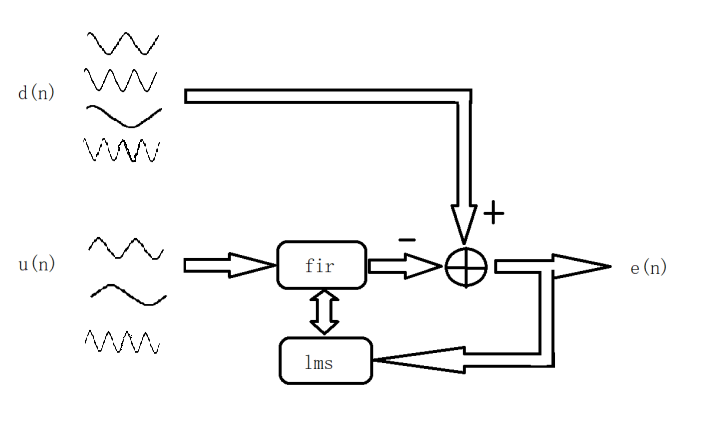 d(n)
+
−
u(n)
fir
e(n)
lms